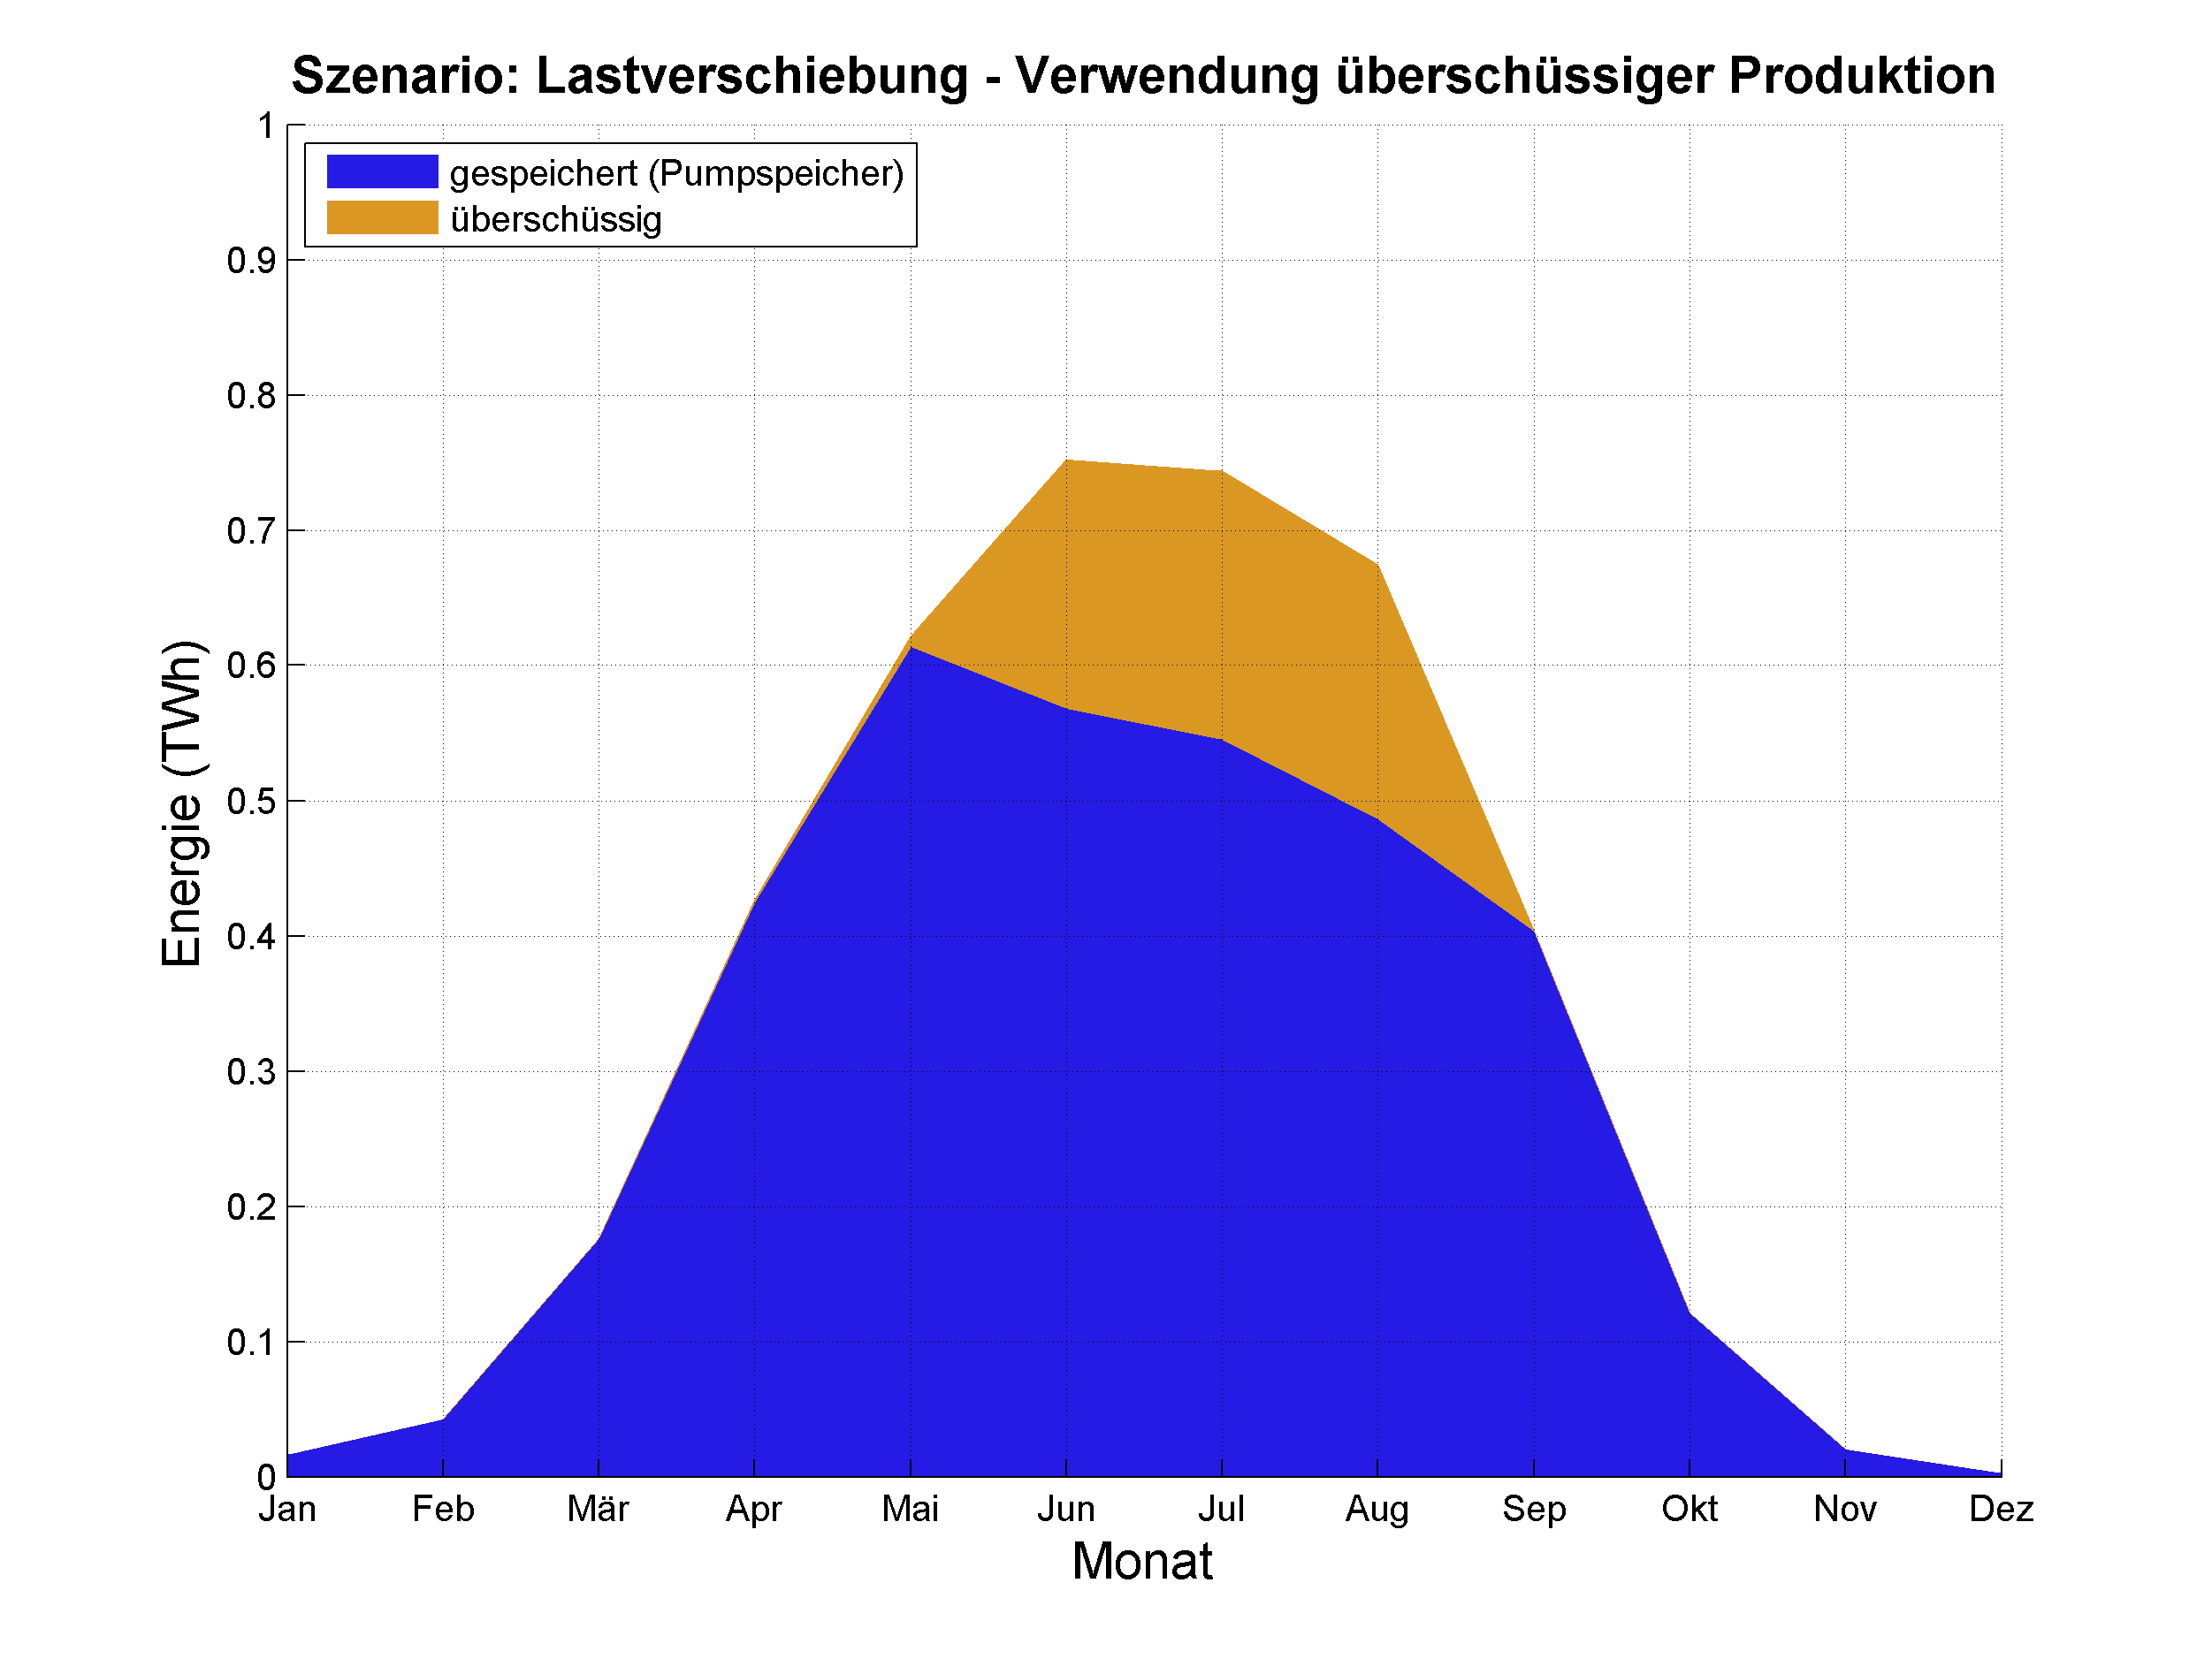 Szenario: Lastverschiebung - Verwendung überschüssiger Produktion
gespeichert (Pumpspeicher)
überschüssig
Energie (TWh)
1
0.9
0.8
0.7
0.6
0.5
0.4
0.3
0.2
0.1
0
Jan Feb Mär Apr Mai Jun Jul Aug Sep Okt Nov Dez
Monat